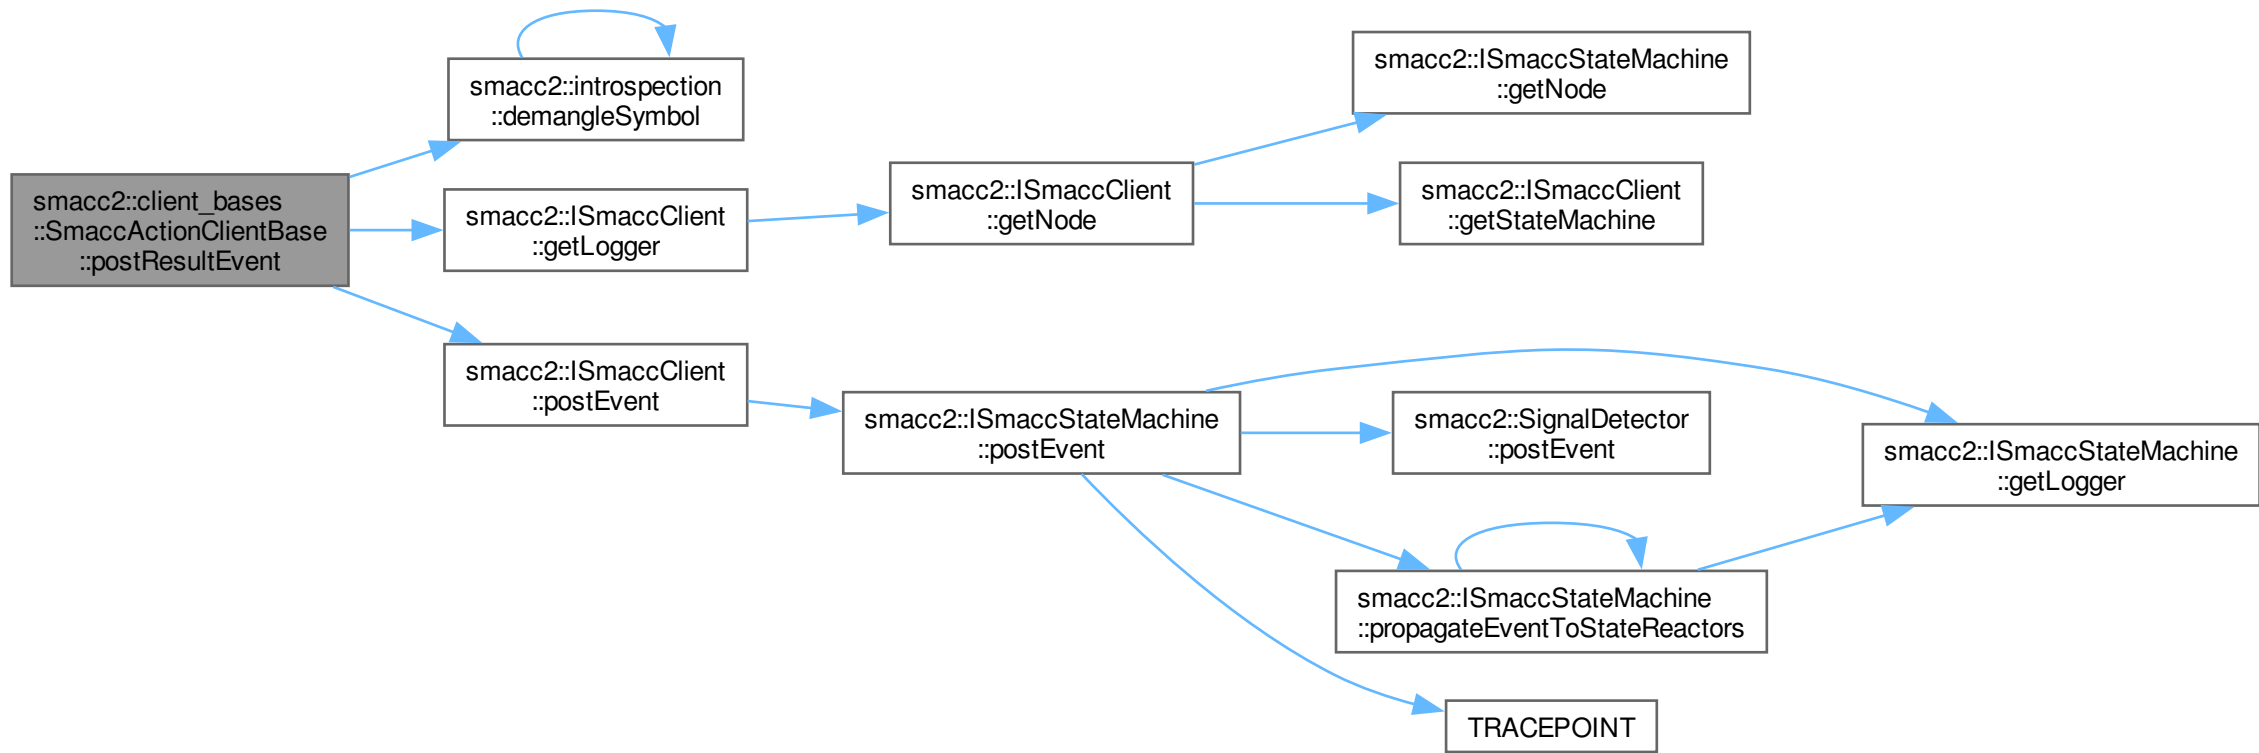 smacc2::client_bases
::SmaccActionClientBase
::postResultEvent
smacc2::introspection
::demangleSymbol
smacc2::ISmaccClient
::getLogger
smacc2::ISmaccClient
::postEvent
smacc2::ISmaccClient
::getNode
smacc2::ISmaccStateMachine
::getNode
smacc2::ISmaccClient
::getStateMachine
smacc2::ISmaccStateMachine
::postEvent
smacc2::SignalDetector
::postEvent
smacc2::ISmaccStateMachine
::propagateEventToStateReactors
TRACEPOINT
smacc2::ISmaccStateMachine
::getLogger